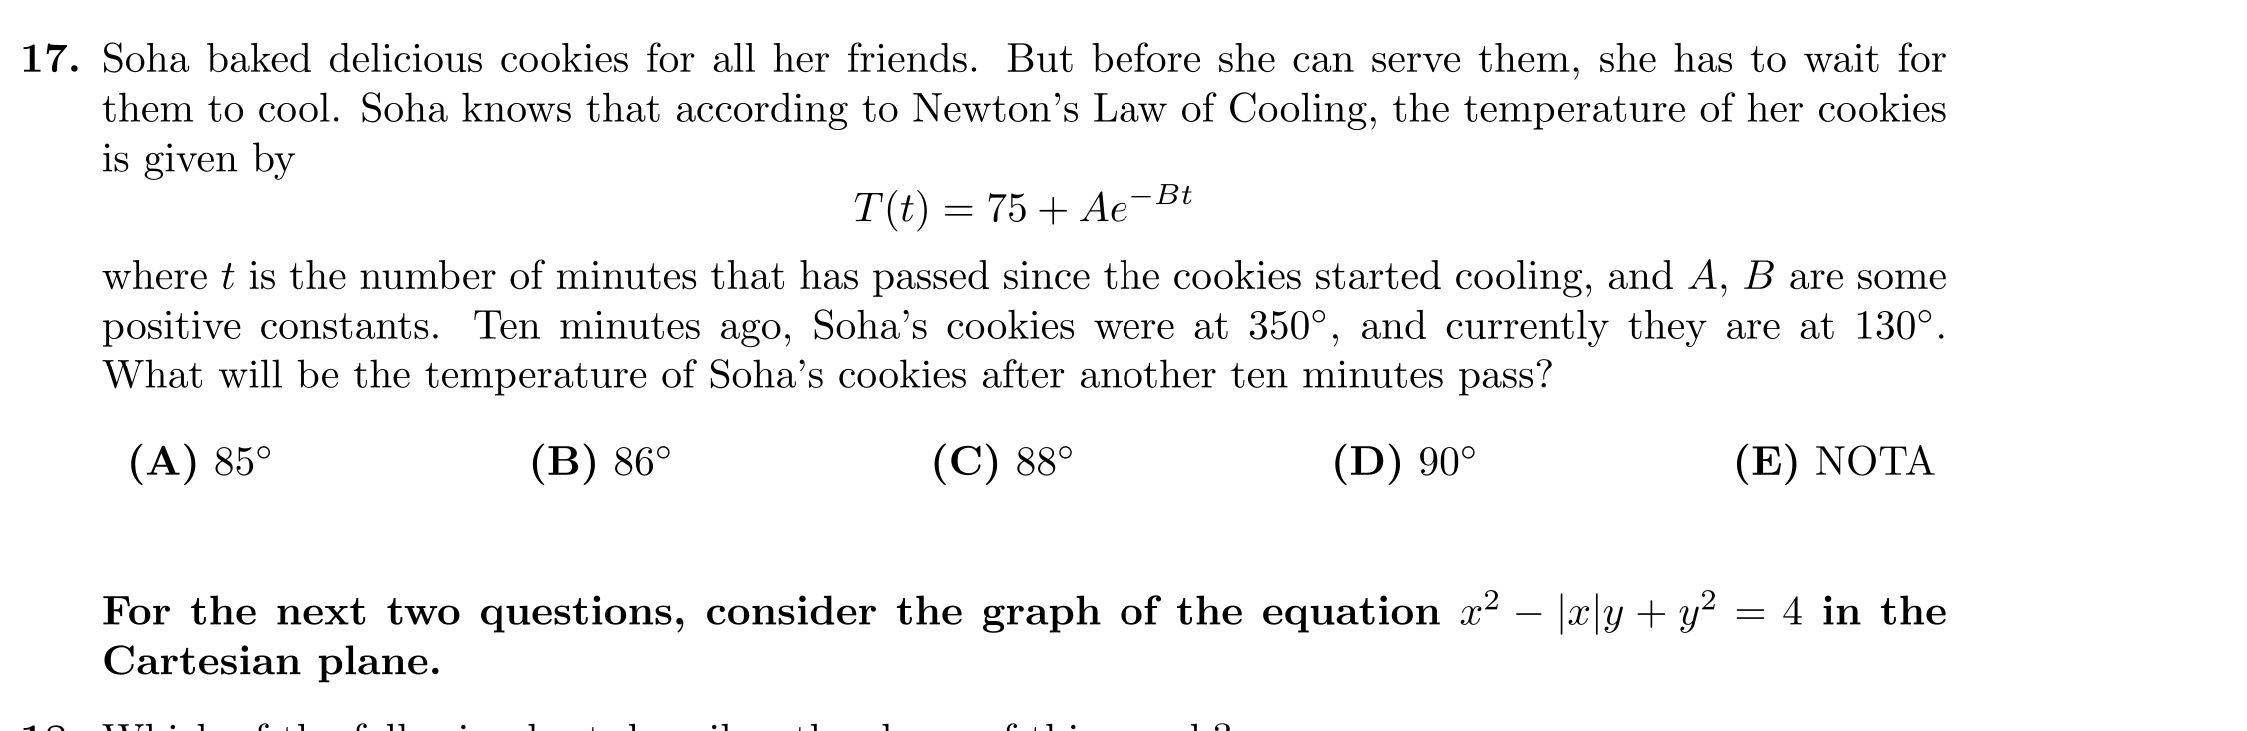 17. Soha baked delicious cookies for all her friends. But before she can serve them, she has to wait for
them to cool. Soha knows that according to Newton's Law of Cooling, the temperature of her cookies
is given by
T(t) = 75 + Ae^{-Bt}
where t is the number of minutes that has passed since the cookies started cooling, and A, B are some
positive constants. Ten minutes ago, Soha's cookies were at 350°, and currently they are at 130°.
What will be the temperature of Soha's cookies after another ten minutes pass?
(A) 85° (B) 86° (C) 88° (D) 90° (E) NOTA
For the next two questions, consider the graph of the equation x² − |x|y + y² = 4 in the
Cartesian plane.